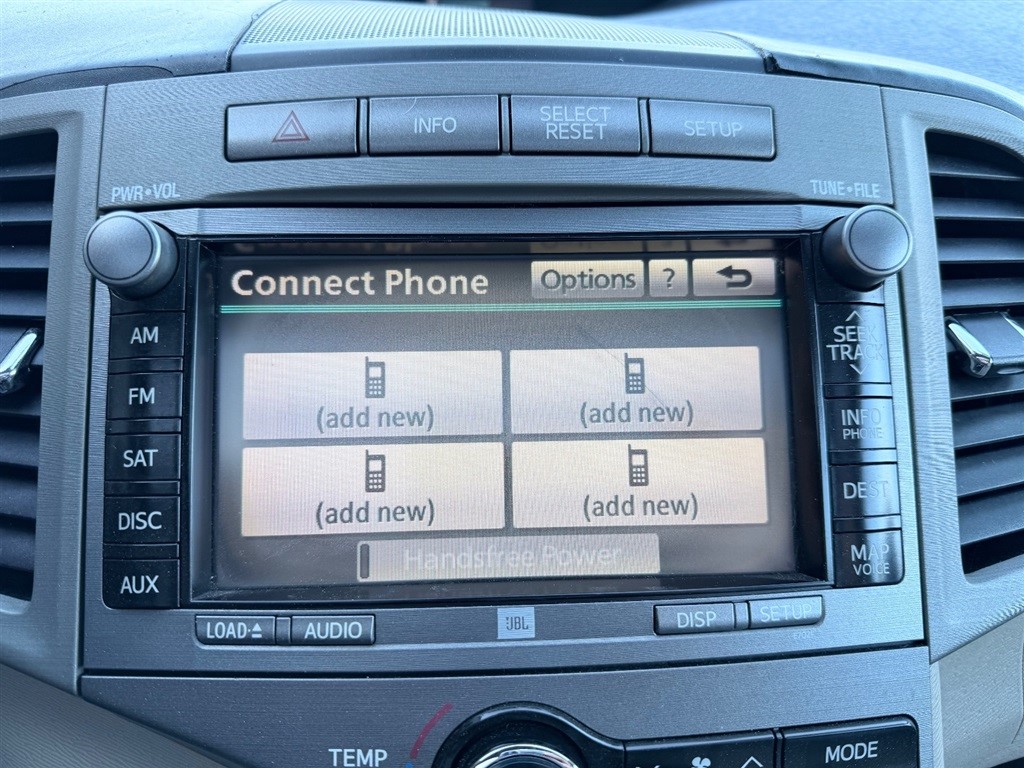 INFO
SELECT
RESET
SETUP
PWR•VOL
TUNE•FILE
Connect Phone
Options
?
AM
FM
SAT
DISC
AUX
(add new)
(add new)
(add new)
(add new)
Handsfree Power
SEEK
TRACK
INFO
PHONE
DEST
MAP
VOICE
LOAD•
AUDIO
JBL
DISP
SETUP
TEMP
MODE